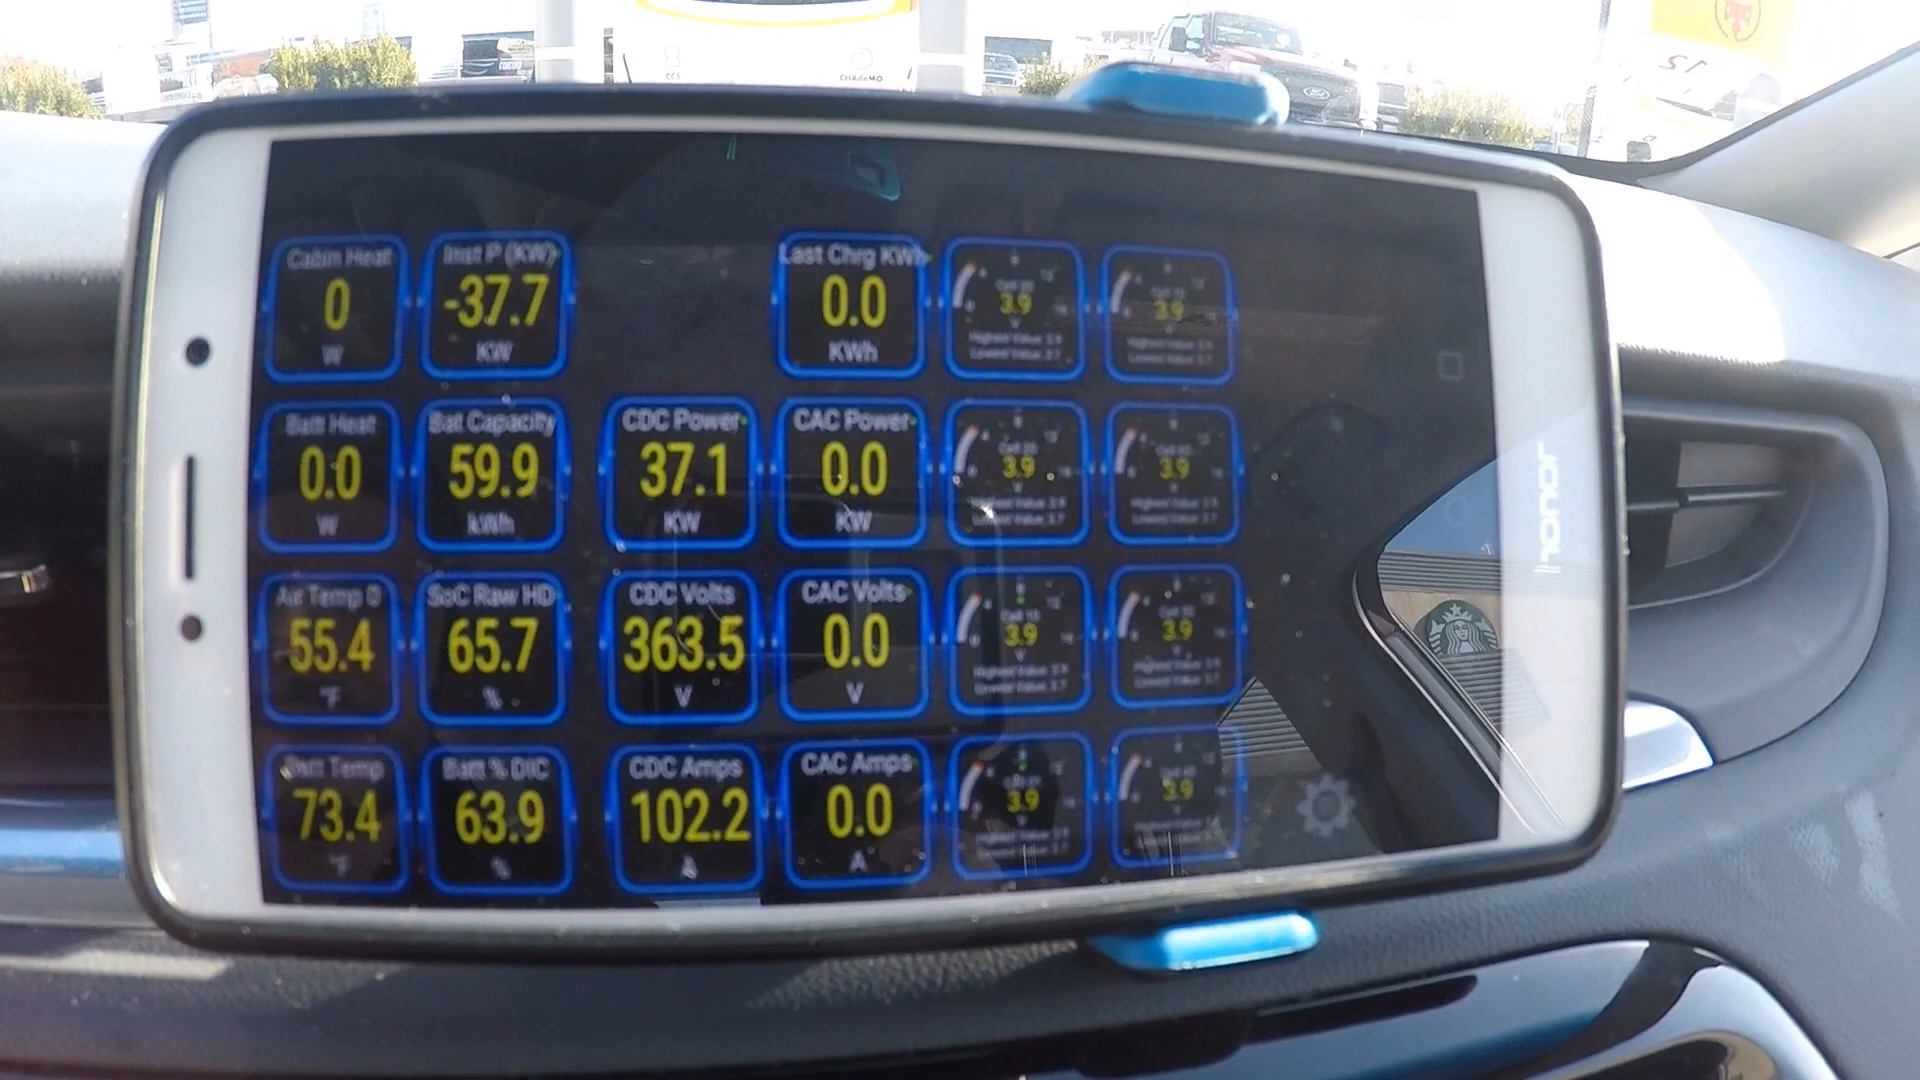 CCS
CHAdeMO
Cabin Heat
0
W
Inst P (KW)
-37.7
KW
Last Chrg KWh
0.0
KWh
3.9
V
3.9
Batt Heat
0.0
W
Bat Capacity
59.9
kWh
CDC Power
37.1
KW
CAC Power
0.0
KW
3.9
3.9
Air Temp 0
55.4
°F
SoC Raw HD
65.7
%
CDC Volts
363.5
V
CAC Volts
0.0
V
3.9
3.9
Batt Temp
73.4
°F
Batt % DIC
63.9
%
CDC Amps
102.2
A
CAC Amps
0.0
A
3.9
3.9
honor